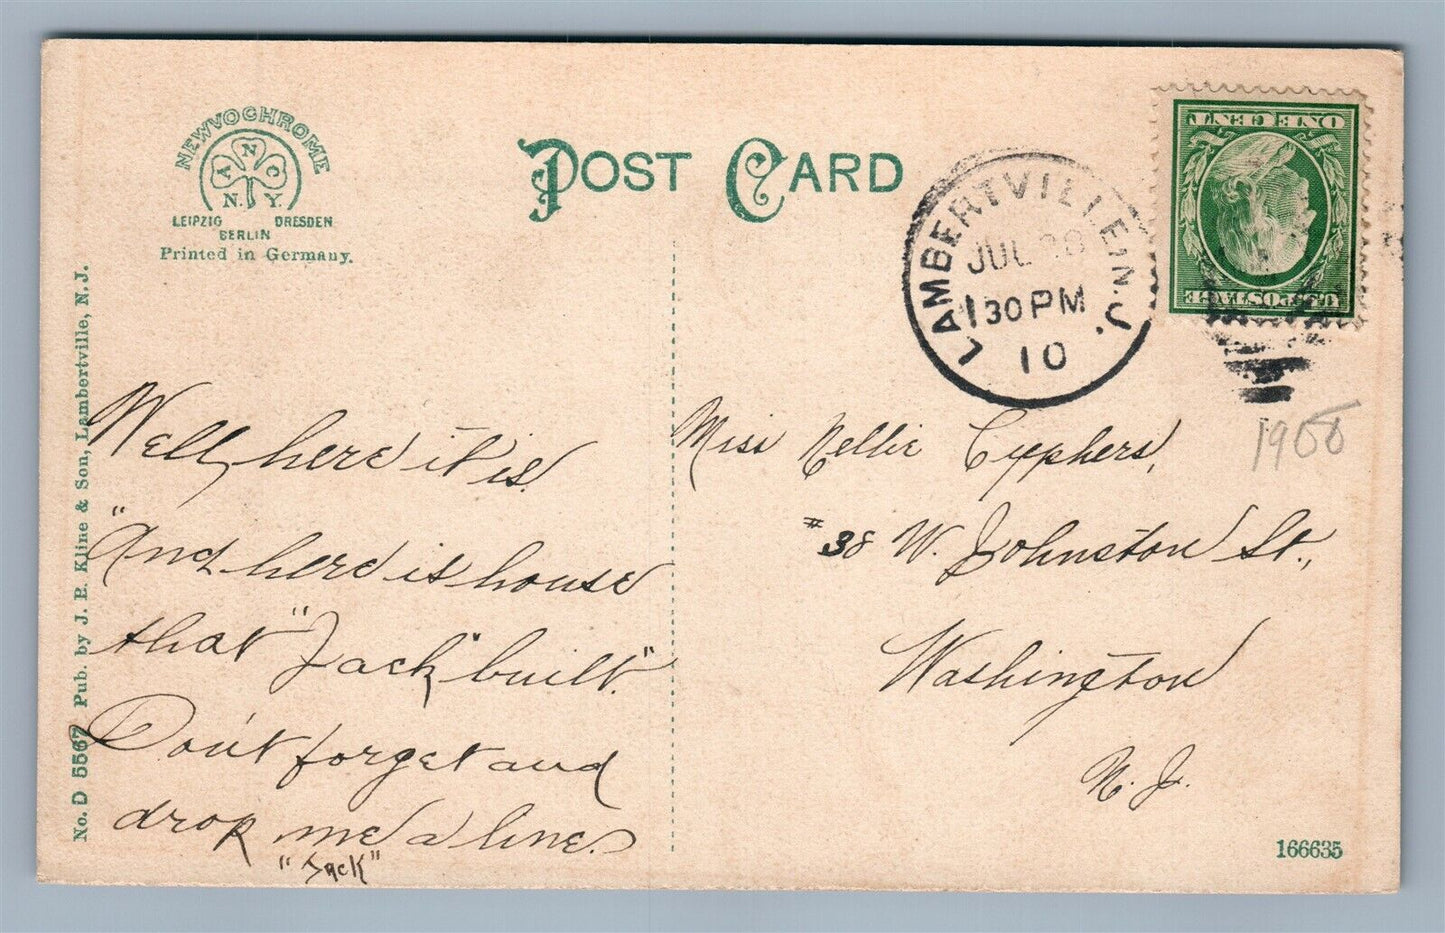 NEWVOCHROME
A N C
N. Y.
LEIPZIG DRESDEN
BERLIN
Printed in Germany.
POST CARD
LAMBERTVILLE, N.J.
JUL 28
1 30 PM
10
ONE CENT
U.S. POSTAGE
1908
No. D 5567 Pub. by J. E. Kline & Son, Lambertville, N. J.
Well, here it is.
"And here is house
that "Jack" built."
Don't forget and
drop me a line.
"Jack"
Miss Nellie Cyphers,
#38 W. Johnston St.,
Washington
N. J.
166635